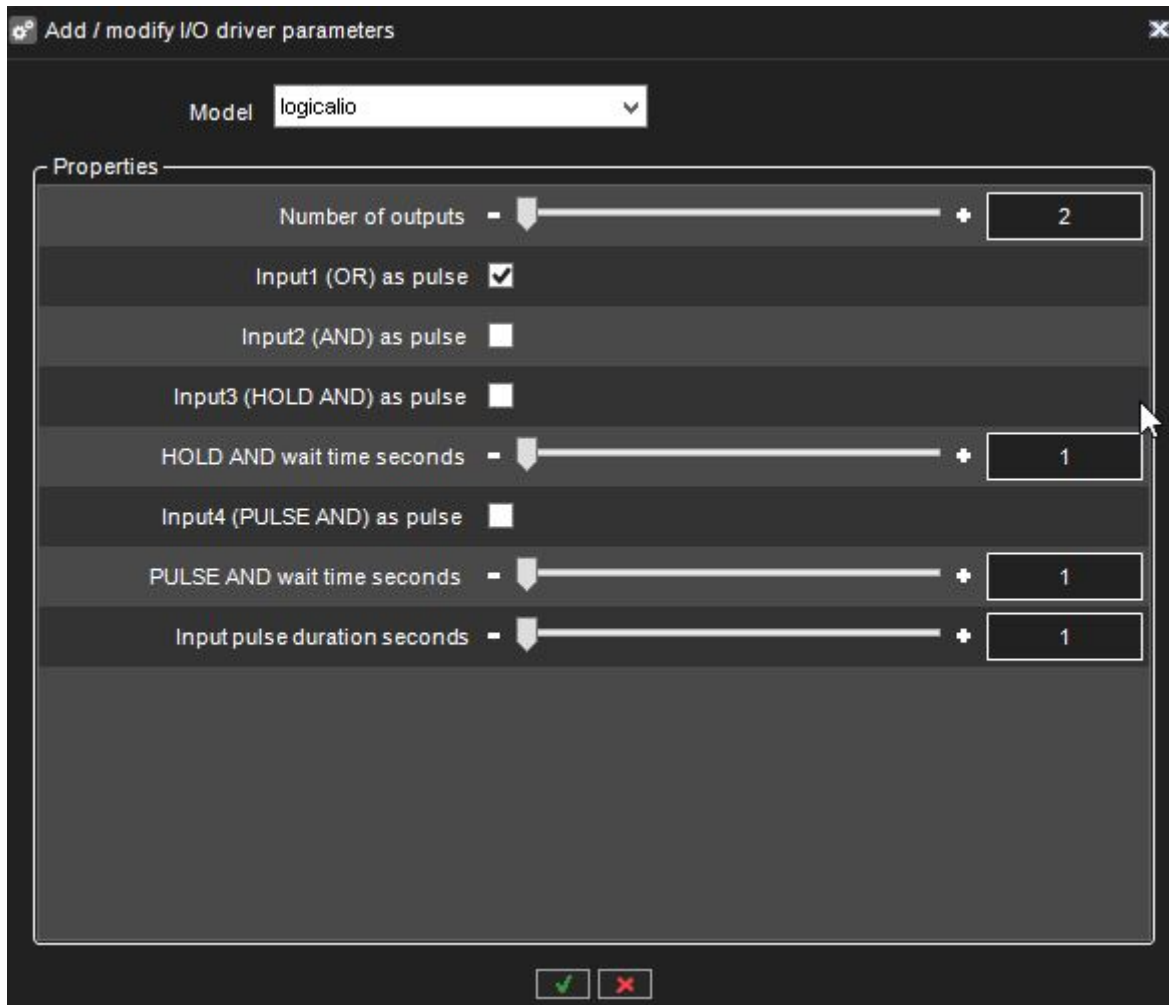 Add / modify I/O driver parameters
Model logicalio
Properties
Number of outputs - + 2
Input1 (OR) as pulse
Input2 (AND) as pulse
Input3 (HOLD AND) as pulse
HOLD AND wait time seconds - + 1
Input4 (PULSE AND) as pulse
PULSE AND wait time seconds - + 1
Input pulse duration seconds - + 1